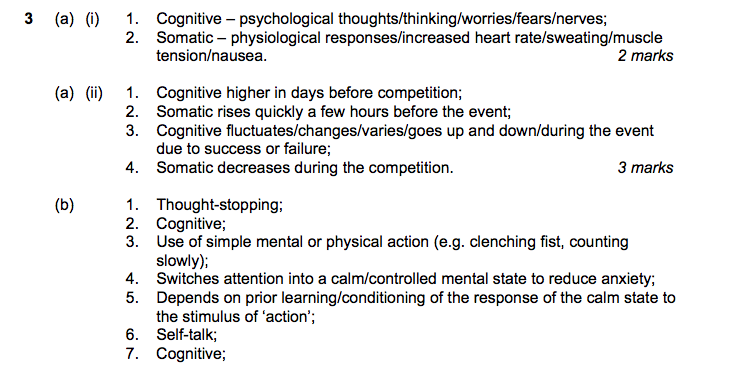 3 (a) (i) 1. Cognitive – psychological thoughts/thinking/worries/fears/nerves;
2. Somatic – physiological responses/increased heart rate/sweating/muscle
tension/nausea. 2 marks
(a) (ii) 1. Cognitive higher in days before competition;
2. Somatic rises quickly a few hours before the event;
3. Cognitive fluctuates/changes/varies/goes up and down/during the event
due to success or failure;
4. Somatic decreases during the competition. 3 marks
(b) 1. Thought-stopping;
2. Cognitive;
3. Use of simple mental or physical action (e.g. clenching fist, counting
slowly);
4. Switches attention into a calm/controlled mental state to reduce anxiety;
5. Depends on prior learning/conditioning of the response of the calm state to
the stimulus of ‘action’;
6. Self-talk;
7. Cognitive;